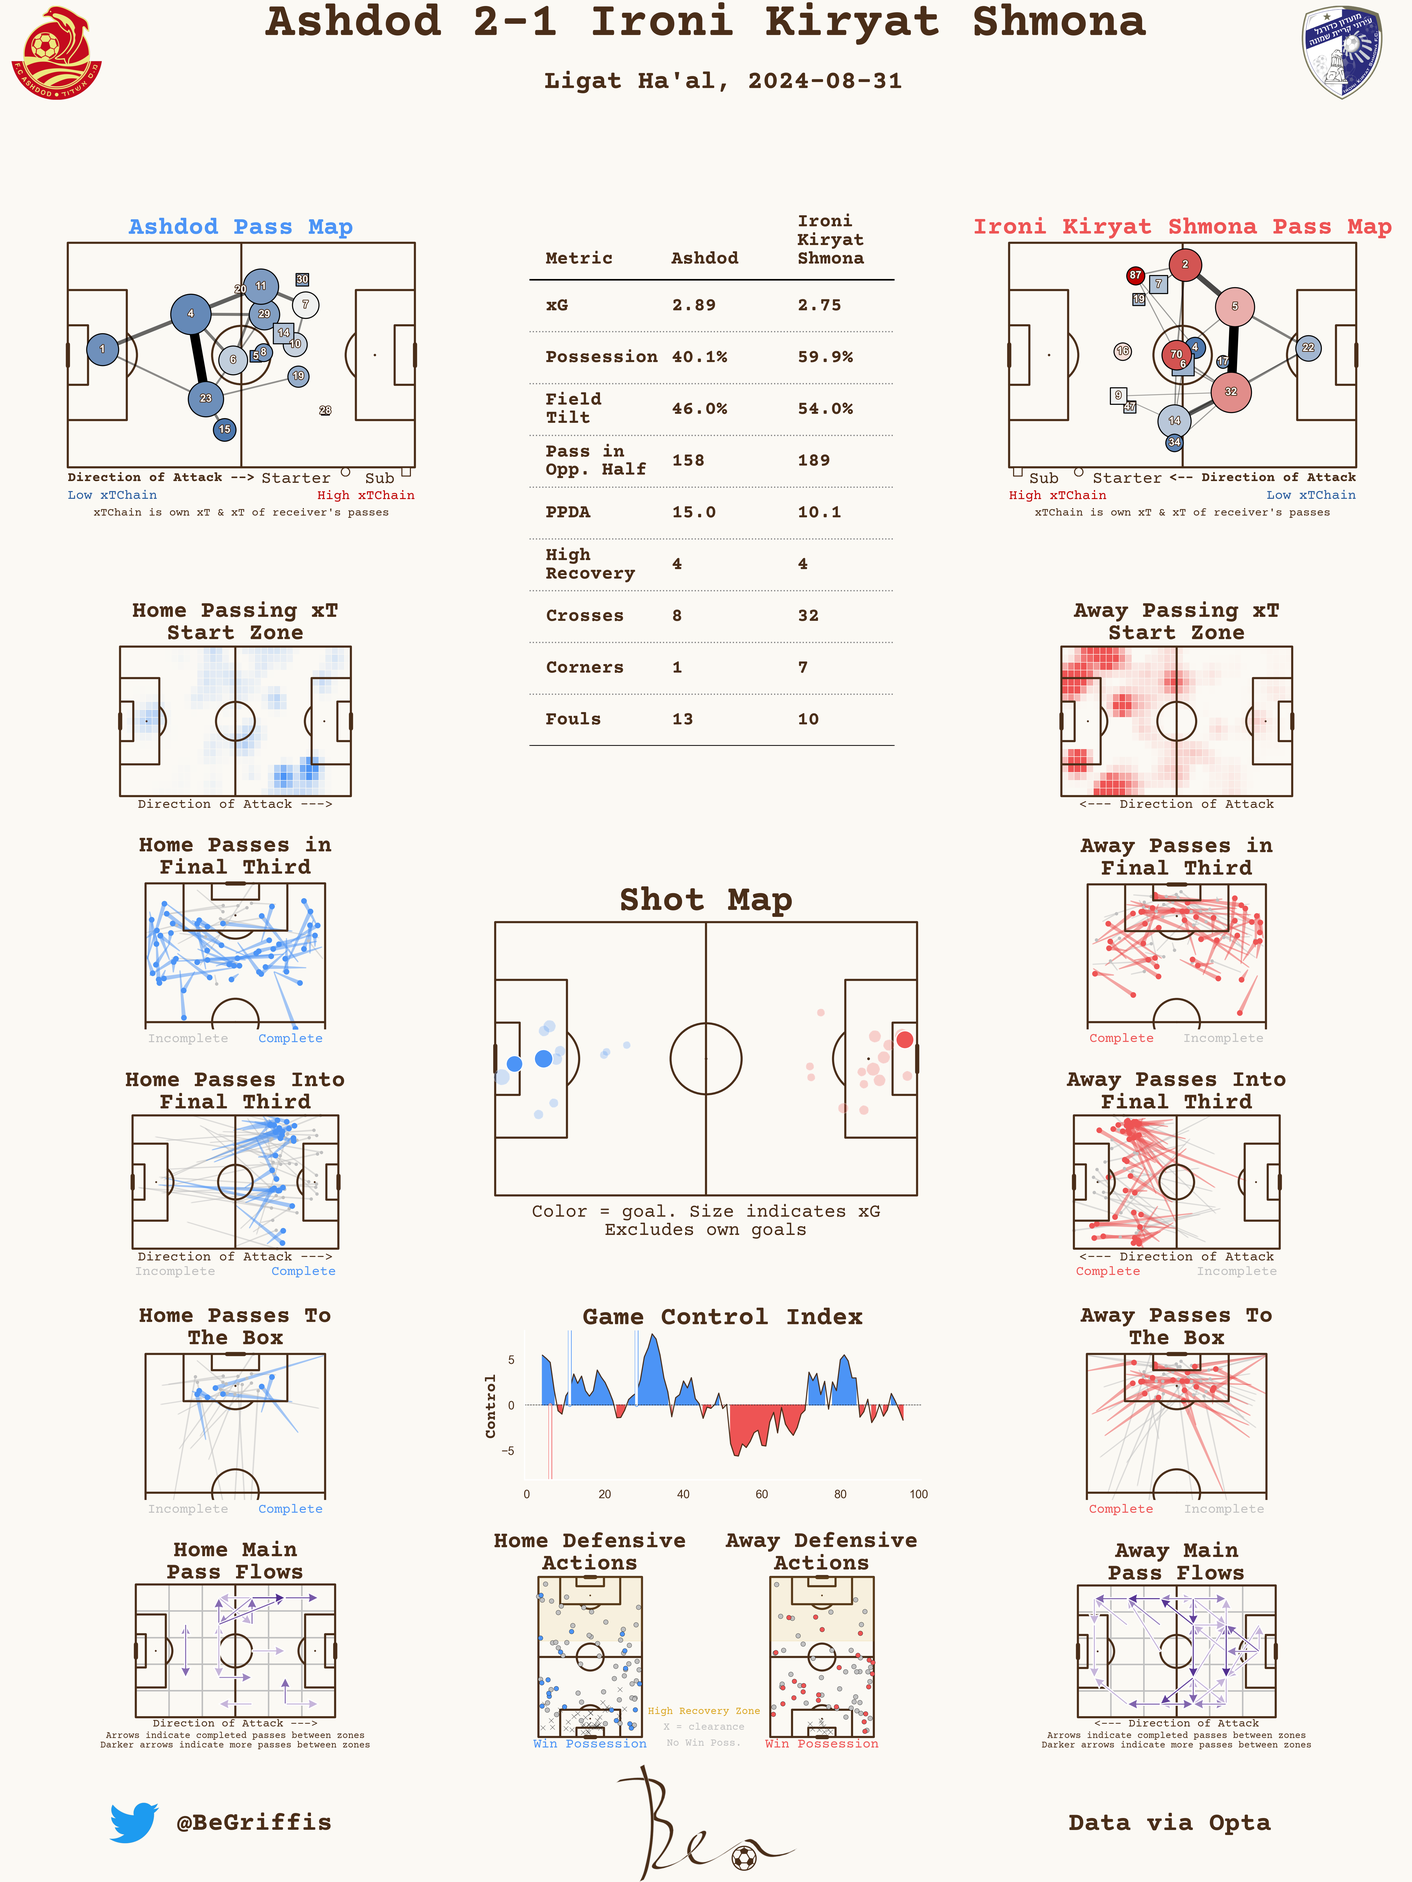 Ashdod 2-1 Ironi Kiryat Shmona
Ligat Ha'al, 2024-08-31
F.C ASHDOD
מ.ס אשדוד
מועדון כדורגל
עירוני קריית שמונה
Ashdod Pass Map
30
20
11
7
4
29
14
10
1
6
5
8
19
23
28
15
Direction of Attack --> Starter Sub
Low xTChain High xTChain
xTChain is own xT & xT of receiver's passes
Metric Ashdod Ironi Kiryat Shmona
xG 2.89 2.75
Possession 40.1% 59.9%
Field Tilt 46.0% 54.0%
Pass in Opp. Half 158 189
PPDA 15.0 10.1
High Recovery 4 4
Crosses 8 32
Corners 1 7
Fouls 13 10
Ironi Kiryat Shmona Pass Map
2
87
7
19
5
16
70
4
6
17
22
9
47
32
14
34
Sub Starter <-- Direction of Attack
High xTChain Low xTChain
xTChain is own xT & xT of receiver's passes
Home Passing xT
Start Zone
Direction of Attack --->
Away Passing xT
Start Zone
<--- Direction of Attack
Home Passes in
Final Third
Incomplete Complete
Away Passes in
Final Third
Complete Incomplete
Shot Map
Color = goal. Size indicates xG
Excludes own goals
Home Passes Into
Final Third
Direction of Attack --->
Incomplete Complete
Away Passes Into
Final Third
<--- Direction of Attack
Complete Incomplete
Home Passes To
The Box
Incomplete Complete
Game Control Index
Control
5
0
−5
0 20 40 60 80 100
Away Passes To
The Box
Complete Incomplete
Home Main
Pass Flows
Direction of Attack --->
Arrows indicate completed passes between zones
Darker arrows indicate more passes between zones
Home Defensive
Actions
Win Possession
High Recovery Zone
X = clearance
No Win Poss.
Away Defensive
Actions
Win Possession
Away Main
Pass Flows
<--- Direction of Attack
Arrows indicate completed passes between zones
Darker arrows indicate more passes between zones
@BeGriffis
Ben
Data via Opta